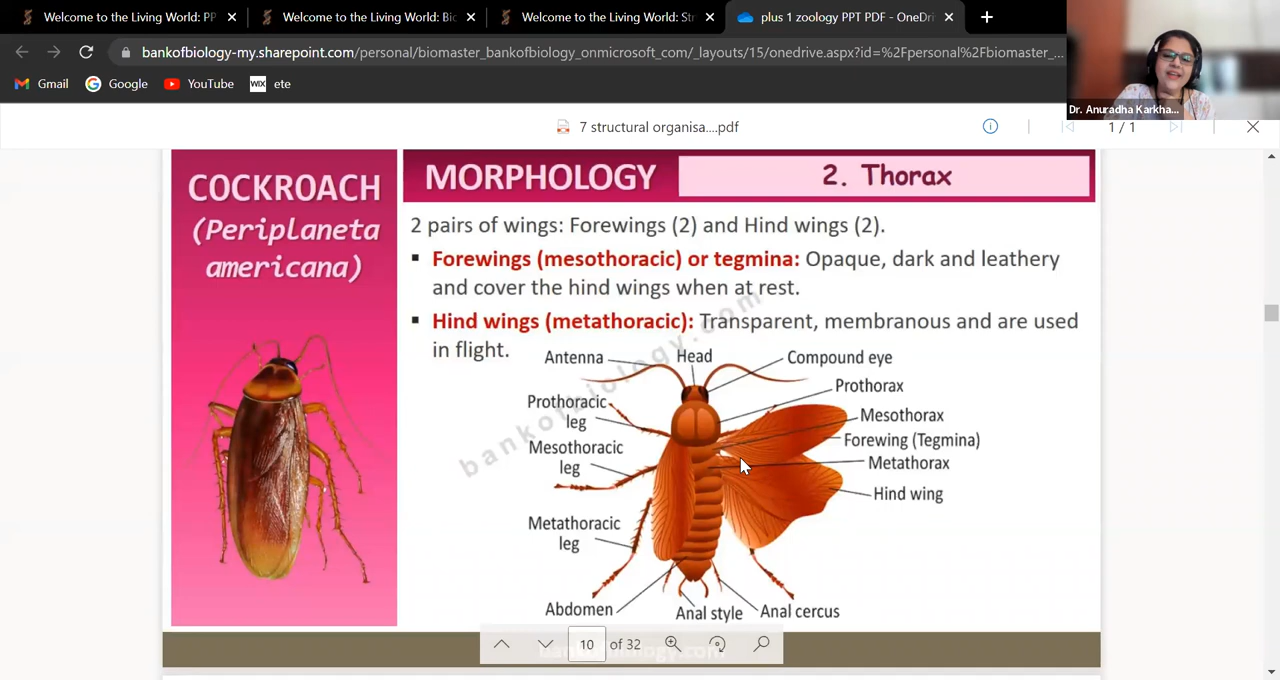 Welcome to the Living World: PP
Welcome to the Living World: Bio
Welcome to the Living World: Str
plus 1 zoology PPT PDF - OneDri
bankofbiology-my.sharepoint.com/personal/biomaster_bankofbiology_onmicrosoft_com/_layouts/15/onedrive.aspx?id=%2Fpersonal%2Fbiomaster_...
Gmail
Google
YouTube
WIX
ete
Dr. Anuradha Karkha...
7 structural organisa....pdf
1 / 1
COCKROACH
(Periplaneta
americana)
MORPHOLOGY
2. Thorax
2 pairs of wings: Forewings (2) and Hind wings (2).
▪ Forewings (mesothoracic) or tegmina: Opaque, dark and leathery
and cover the hind wings when at rest.
▪ Hind wings (metathoracic): Transparent, membranous and are used
in flight.
Antenna
Head
Compound eye
Prothorax
Prothoracic
leg
Mesothorax
Forewing (Tegmina)
Mesothoracic
leg
Metathorax
Hind wing
Metathoracic
leg
Abdomen
Anal style
Anal cercus
bankofbiology.com
10 of 32
bankofbiology.com